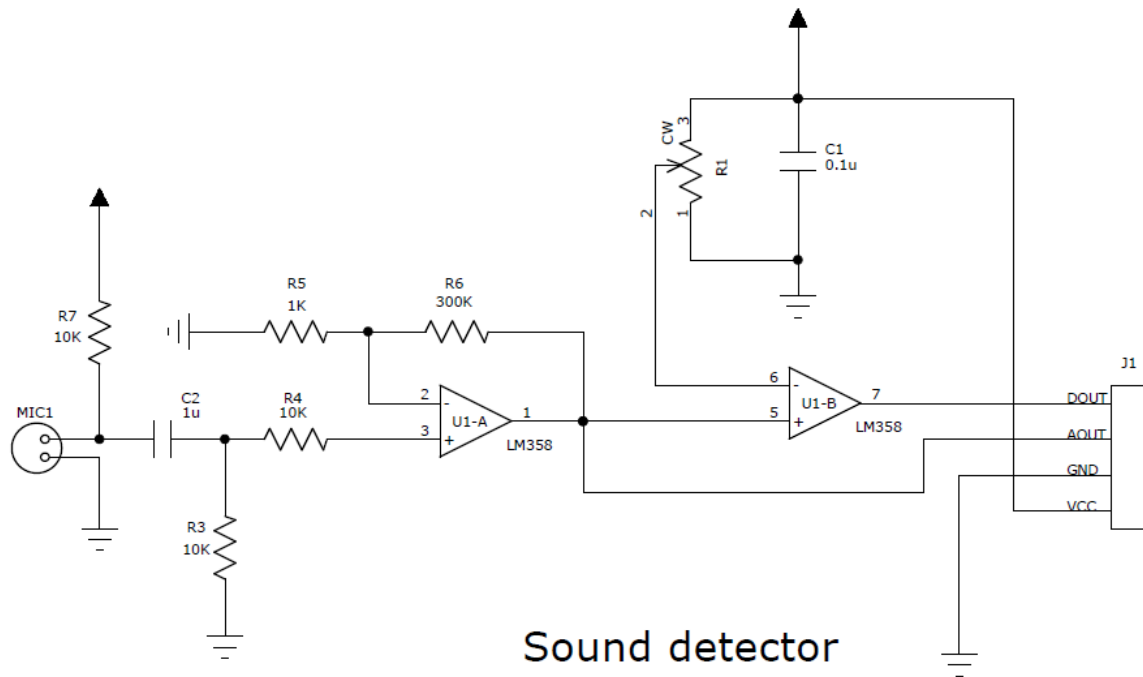 CW
3
R1
2
1
C1
0.1u
R7
10K
R5
1K
R6
300K
MIC1
C2
1u
R4
10K
2
-
3
+
U1-A
1
LM358
6
-
5
+
U1-B
7
LM358
J1
DOUT
AOUT
GND
VCC
R3
10K
Sound detector